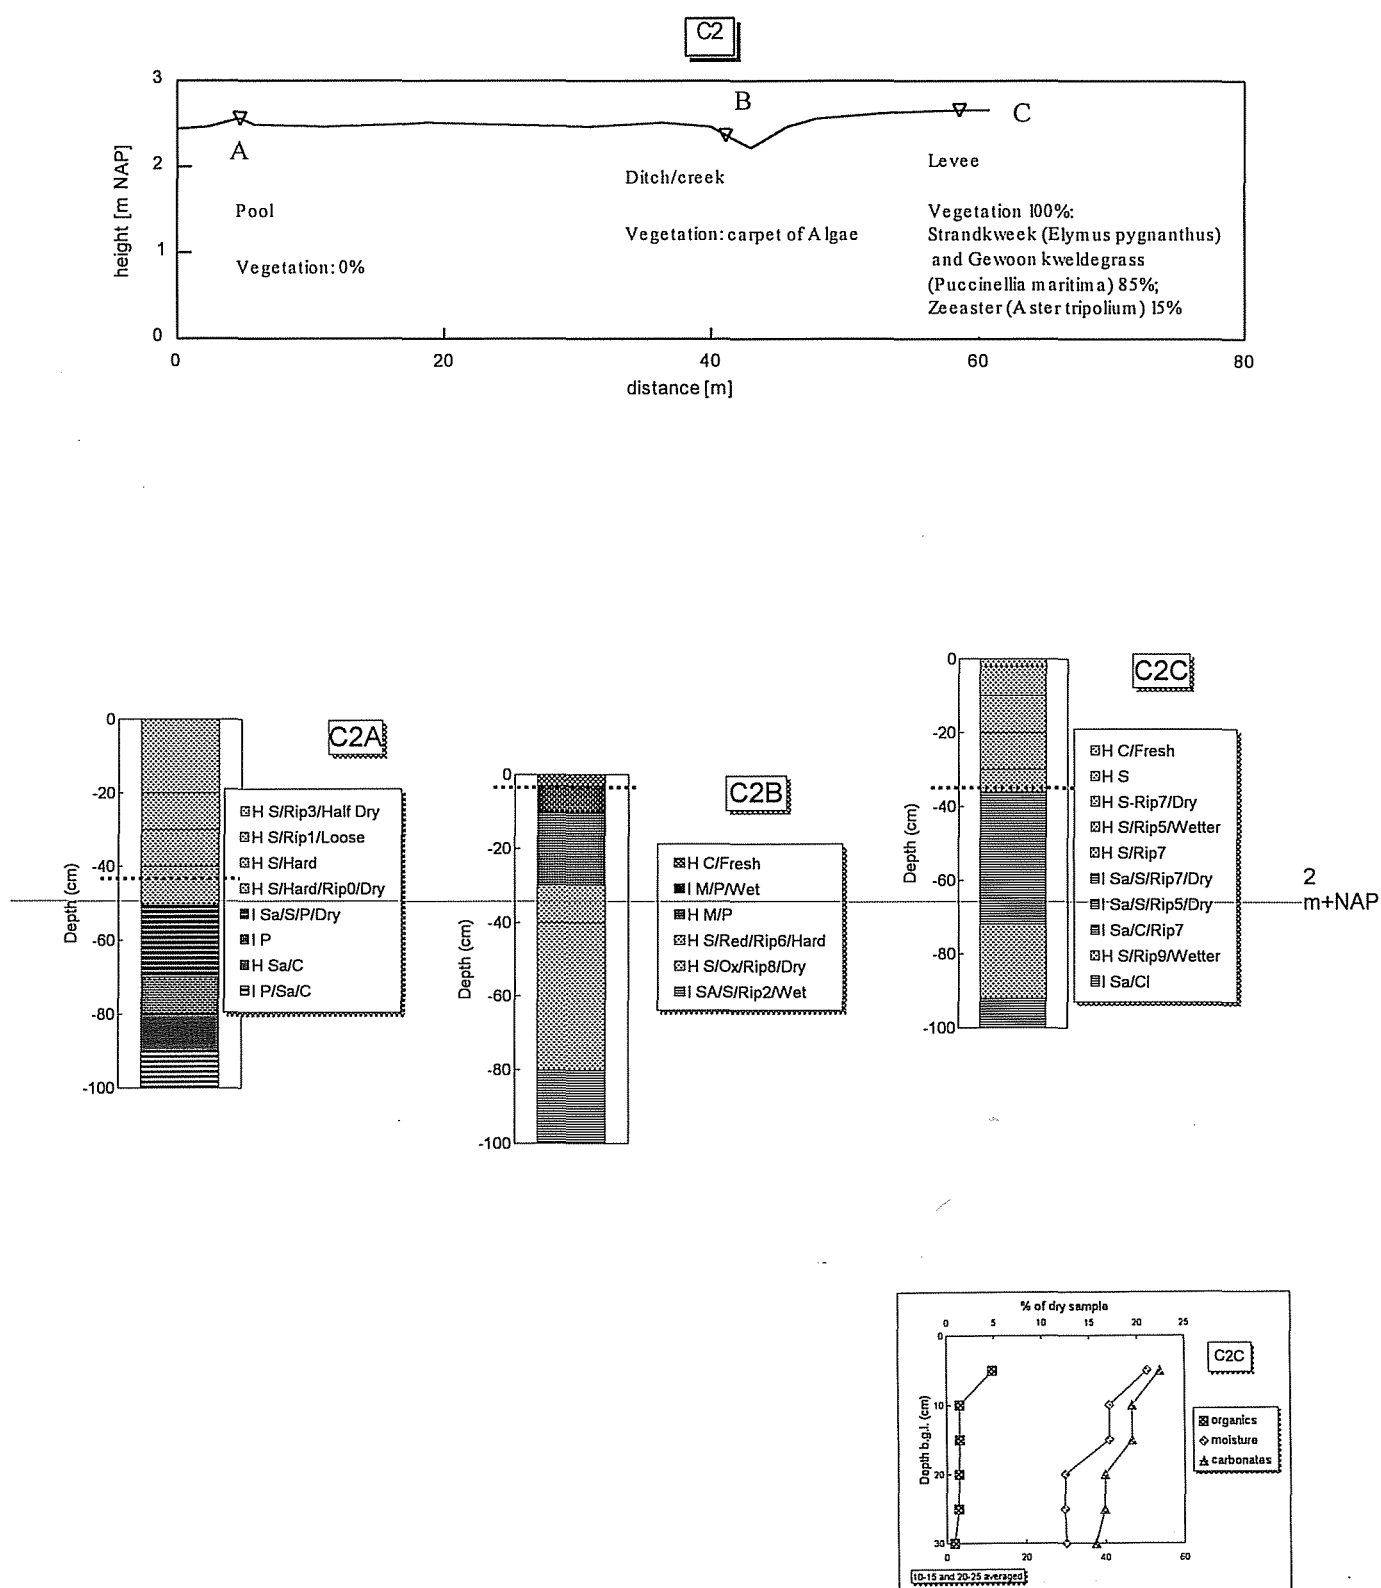 C2
height [m NAP]
3
2
1
0
A
B
C
Pool
Vegetation: 0%
Ditch/creek
Vegetation: carpet of Algae
Levee
Vegetation 100%:
Strandkweek (Elymus pygnanthus)
and Gewoon kweldegrass
(Puccinellia maritima) 85%;
Zeeaster (Aster tripolium) 15%
0
20
40
60
80
distance [m]
C2A
Depth (cm)
0
-20
-40
-60
-80
-100
H S/Rip3/Half Dry
H S/Rip1/Loose
H S/Hard
H S/Hard/Rip0/Dry
I Sa/S/P/Dry
I P
H Sa/C
I P/Sa/C
C2B
Depth (cm)
0
-20
-40
-60
-80
-100
H C/Fresh
I M/P/Wet
H M/P
H S/Red/Rip6/Hard
H S/Ox/Rip8/Dry
I SA/S/Rip2/Wet
C2C
Depth (cm)
0
-20
-40
-60
-80
-100
H C/Fresh
H S
H S-Rip7/Dry
H S/Rip5/Wetter
H S/Rip7
I Sa/S/Rip7/Dry
I Sa/S/Rip5/Dry
I Sa/C/Rip7
H S/Rip9/Wetter
I Sa/Cl
2
m+NAP
% of dry sample
0 5 10 15 20 25
C2C
Depth b.g.l. (cm)
0
10
20
30
organics
moisture
carbonates
0 20 40 60
10-15 and 20-25 averaged